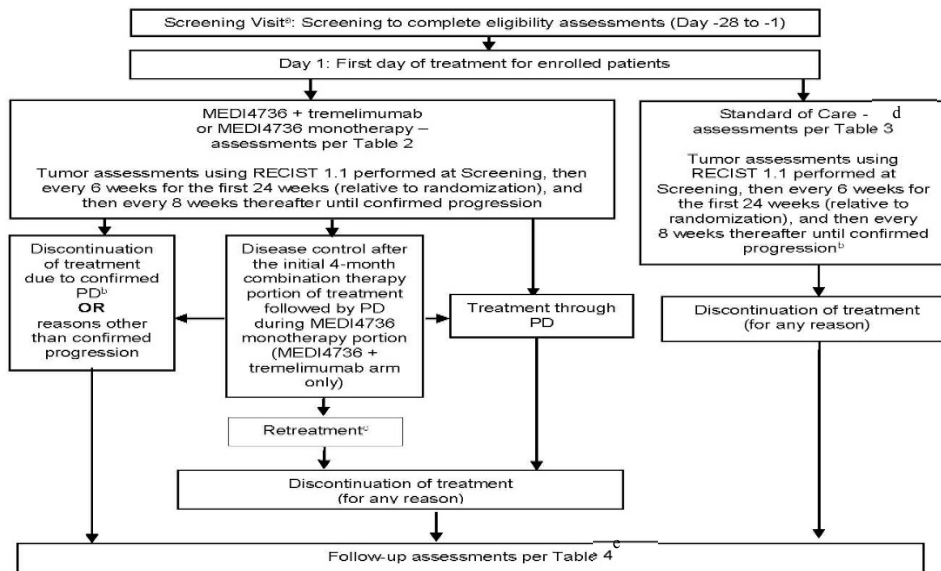 Screening Visitᵃ: Screening to complete eligibility assessments (Day -28 to -1)
Day 1: First day of treatment for enrolled patients
MEDI4736 + tremelimumab
or MEDI4736 monotherapy –
assessments per Table 2
Tumor assessments using RECIST 1.1 performed at Screening, then
every 6 weeks for the first 24 weeks (relative to randomization), and
then every 8 weeks thereafter until confirmed progression
Standard of Care - d
assessments per Table 3
Tumor assessments using
RECIST 1.1 performed at
Screening, then every 6 weeks for
the first 24 weeks (relative to
randomization), and then every
8 weeks thereafter until confirmed
progressionᵇ
Discontinuation
of treatment
due to confirmed
PDᵇ
OR
reasons other
than confirmed
progression
Disease control after
the initial 4-month
combination therapy
portion of treatment
followed by PD
during MEDI4736
monotherapy portion
(MEDI4736 +
tremelimumab arm
only)
Treatment through
PD
Discontinuation of treatment
(for any reason)
Retreatmentᶜ
Discontinuation of treatment
(for any reason)
Follow-up assessments per Table 4 e